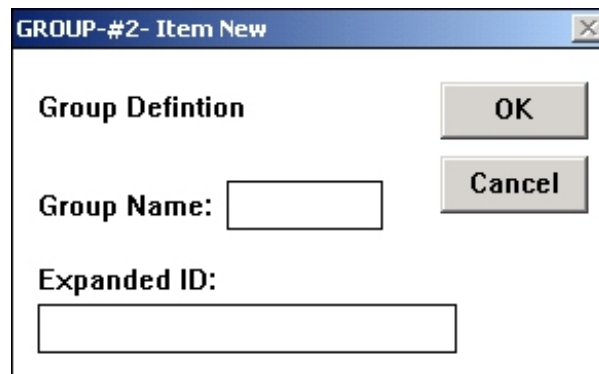 GROUP-#2- Item New
Group Defintion
OK
Cancel
Group Name:
Expanded ID: